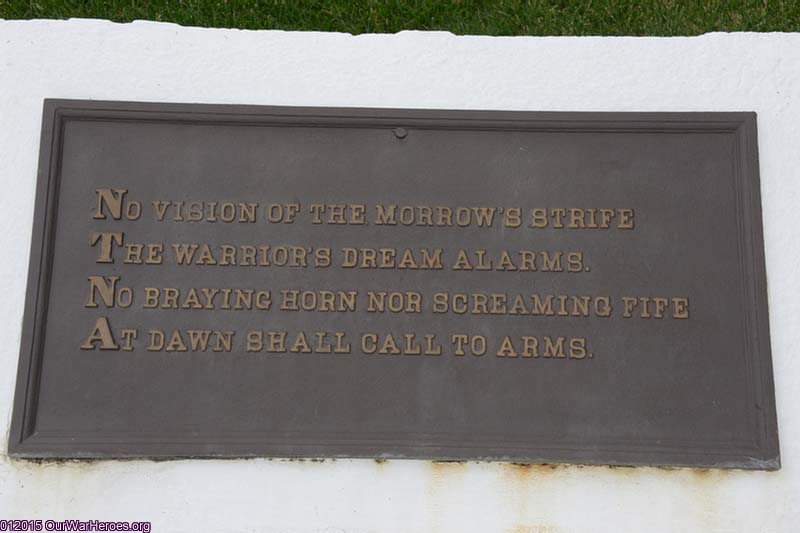 No vision of the morrow's strife
The warrior's dream alarms.
No braying horn nor screaming fife
At dawn shall call to arms.
012015 OurWarHeroes.org